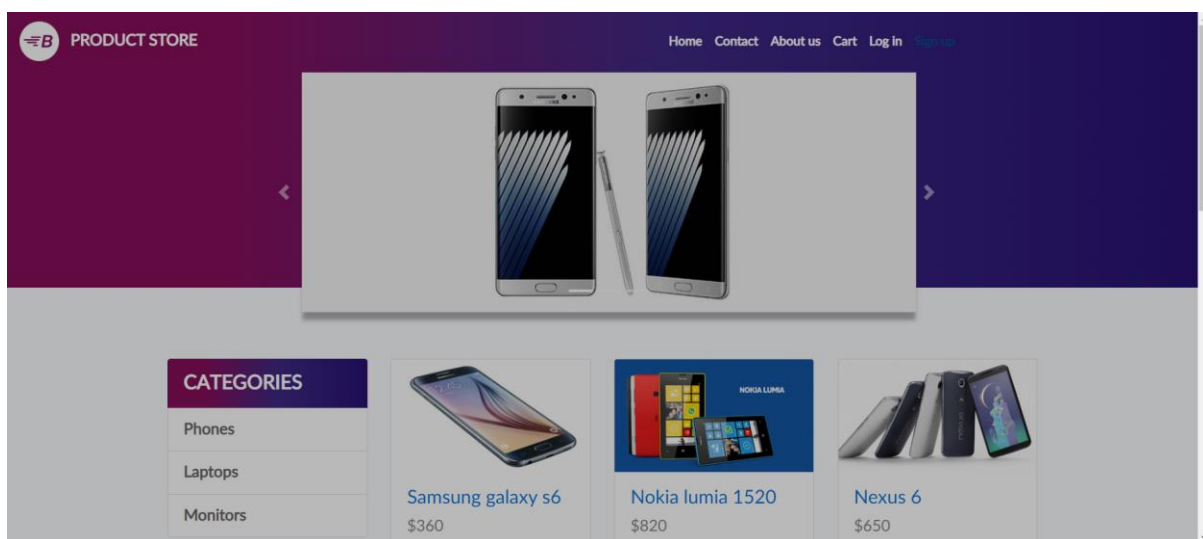 B PRODUCT STORE
Home Contact About us Cart Log in Sign up
CATEGORIES
Phones
Laptops
Monitors
NOKIA LUMIA
Samsung galaxy s6
$360
Nokia lumia 1520
$820
Nexus 6
$650